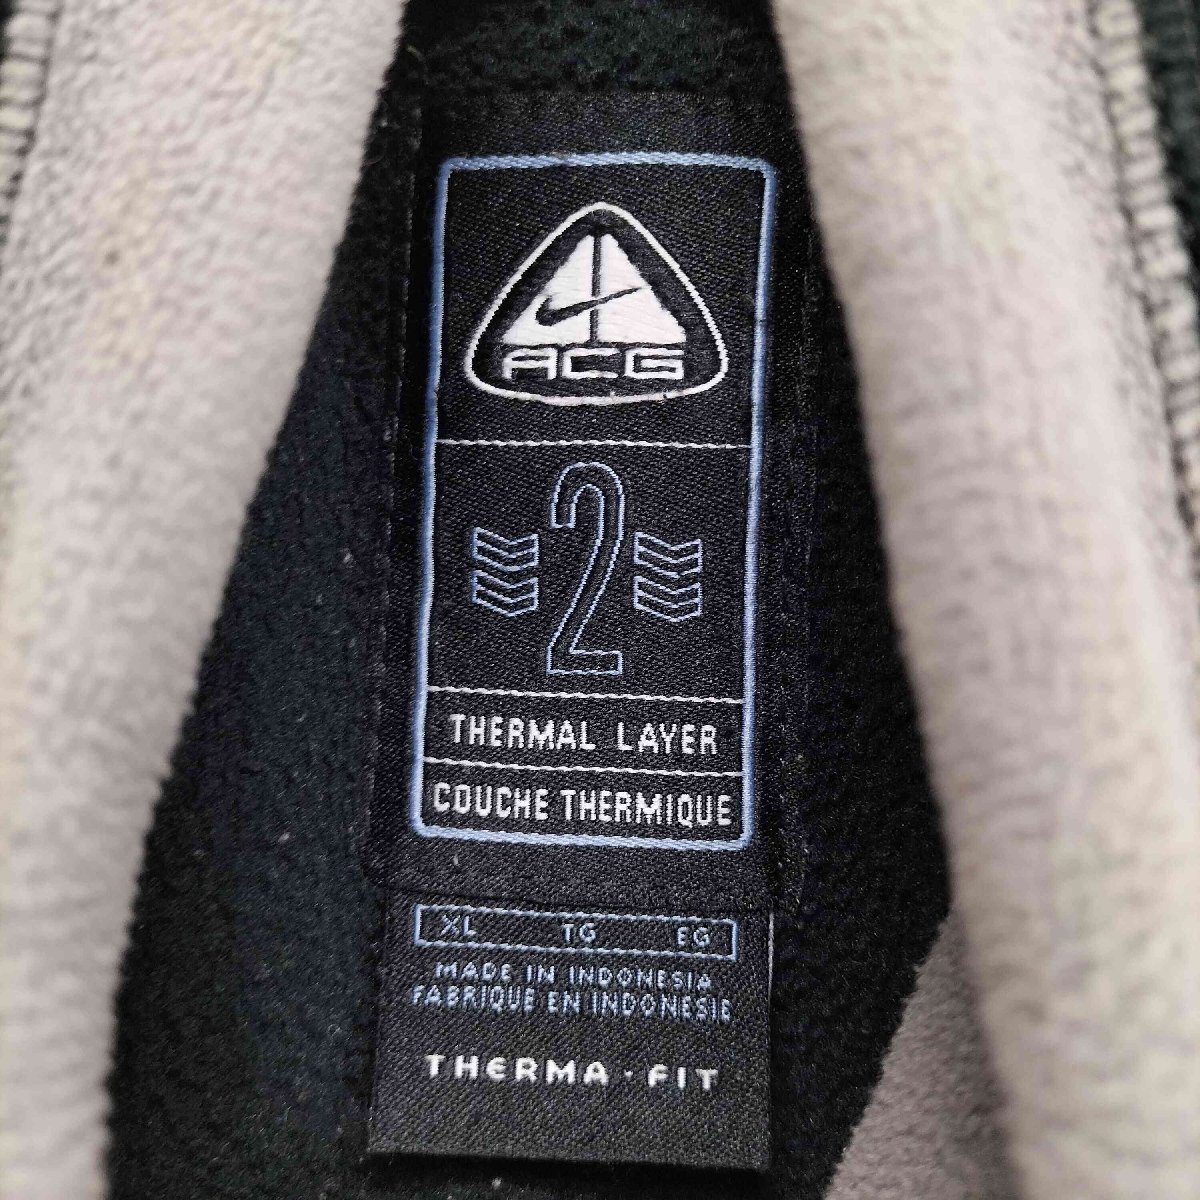 ACG
2
THERMAL LAYER
COUCHE THERMIQUE
XL TG EG
MADE IN INDONESIA
FABRIQUE EN INDONESIE
THERMA·FIT